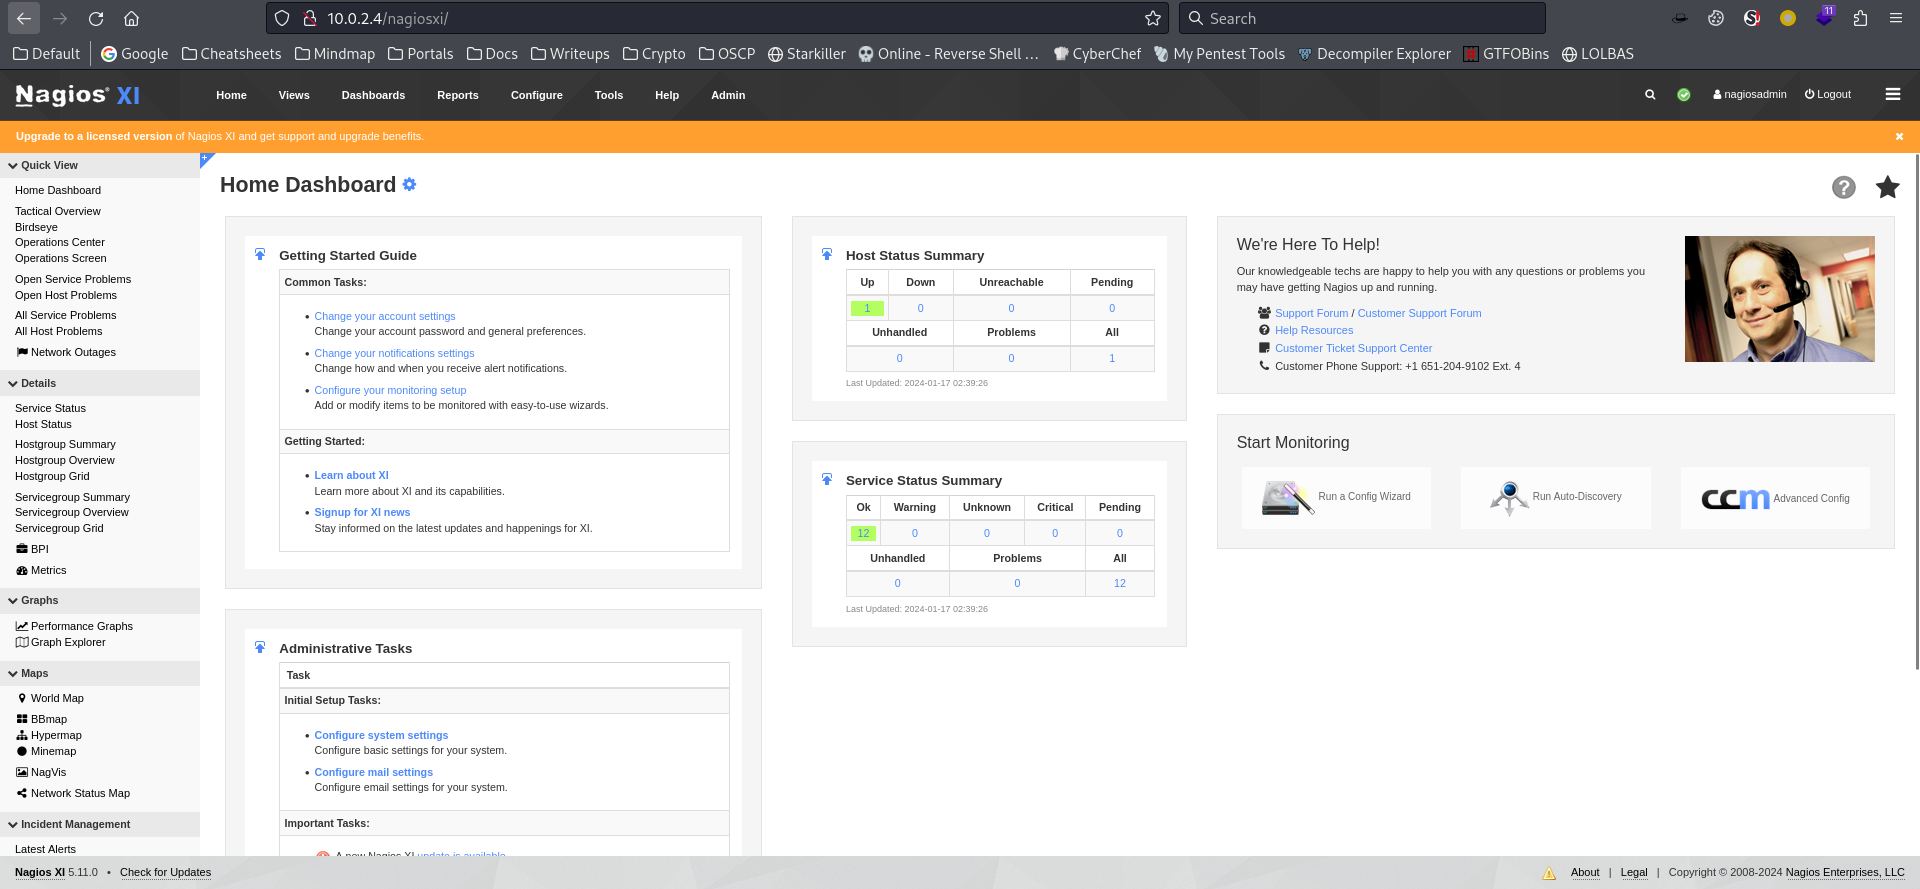 10.0.2.4/nagiosxi/
Search
11
Default
Google
Cheatsheets
Mindmap
Portals
Docs
Writeups
Crypto
OSCP
Starkiller
Online - Reverse Shell …
CyberChef
My Pentest Tools
Decompiler Explorer
GTFOBins
LOLBAS
Nagios® XI
Home
Views
Dashboards
Reports
Configure
Tools
Help
Admin
nagiosadmin
Logout
Upgrade to a licensed version of Nagios XI and get support and upgrade benefits.
Quick View
Home Dashboard
Tactical Overview
Birdseye
Operations Center
Operations Screen
Open Service Problems
Open Host Problems
All Service Problems
All Host Problems
Network Outages
Details
Service Status
Host Status
Hostgroup Summary
Hostgroup Overview
Hostgroup Grid
Servicegroup Summary
Servicegroup Overview
Servicegroup Grid
BPI
Metrics
Graphs
Performance Graphs
Graph Explorer
Maps
World Map
BBmap
Hypermap
Minemap
NagVis
Network Status Map
Incident Management
Latest Alerts
Home Dashboard
Getting Started Guide
Common Tasks:
Change your account settings
Change your account password and general preferences.
Change your notifications settings
Change how and when you receive alert notifications.
Configure your monitoring setup
Add or modify items to be monitored with easy-to-use wizards.
Getting Started:
Learn about XI
Learn more about XI and its capabilities.
Signup for XI news
Stay informed on the latest updates and happenings for XI.
Administrative Tasks
Task
Initial Setup Tasks:
Configure system settings
Configure basic settings for your system.
Configure mail settings
Configure email settings for your system.
Important Tasks:
A new Nagios XI update is available.
Host Status Summary
Up Down Unreachable Pending
1 0 0 0
Unhandled Problems All
0 0 1
Last Updated: 2024-01-17 02:39:26
Service Status Summary
Ok Warning Unknown Critical Pending
12 0 0 0 0
Unhandled Problems All
0 0 12
Last Updated: 2024-01-17 02:39:26
We're Here To Help!
Our knowledgeable techs are happy to help you with any questions or problems you
may have getting Nagios up and running.
Support Forum / Customer Support Forum
Help Resources
Customer Ticket Support Center
Customer Phone Support: +1 651-204-9102 Ext. 4
Start Monitoring
Run a Config Wizard
Run Auto-Discovery
ccm Advanced Config
Nagios XI 5.11.0 • Check for Updates
About | Legal | Copyright © 2008-2024 Nagios Enterprises, LLC